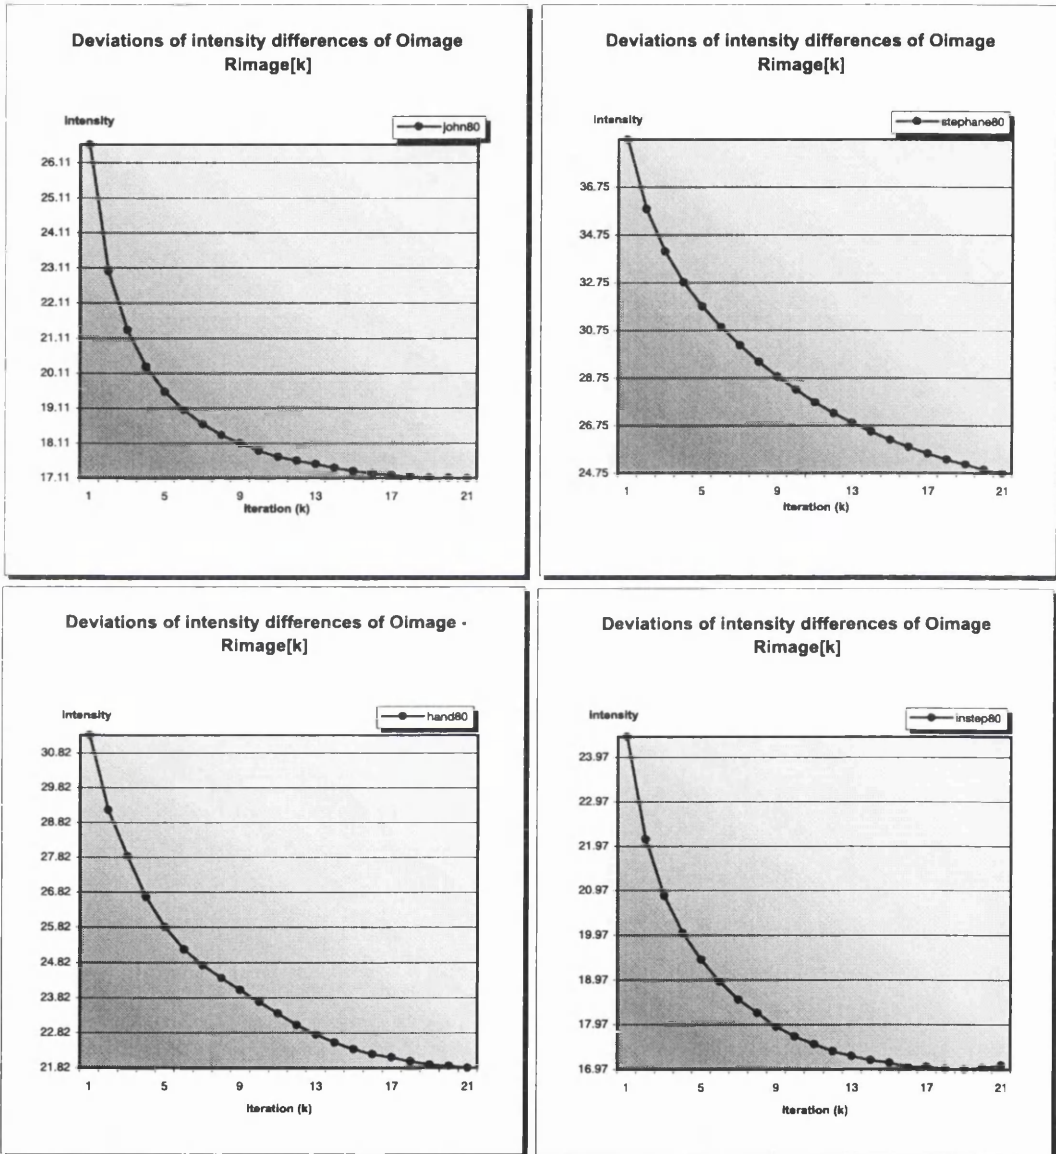 Deviations of intensity differences of Oimage
Rimage[k]
Intensity
john80
26.11
25.11
24.11
23.11
22.11
21.11
20.11
19.11
18.11
17.11
1 5 9 13 17 21
Iteration (k)
Deviations of intensity differences of Oimage
Rimage[k]
Intensity
stephane80
36.75
34.75
32.75
30.75
28.75
26.75
24.75
1 5 9 13 17 21
Iteration (k)
Deviations of intensity differences of Oimage -
Rimage[k]
Intensity
hand80
30.82
29.82
28.82
27.82
26.82
25.82
24.82
23.82
22.82
21.82
1 5 9 13 17 21
Iteration (k)
Deviations of intensity differences of Oimage
Rimage[k]
Intensity
instep80
23.97
22.97
21.97
20.97
19.97
18.97
17.97
16.97
1 5 9 13 17 21
Iteration (k)